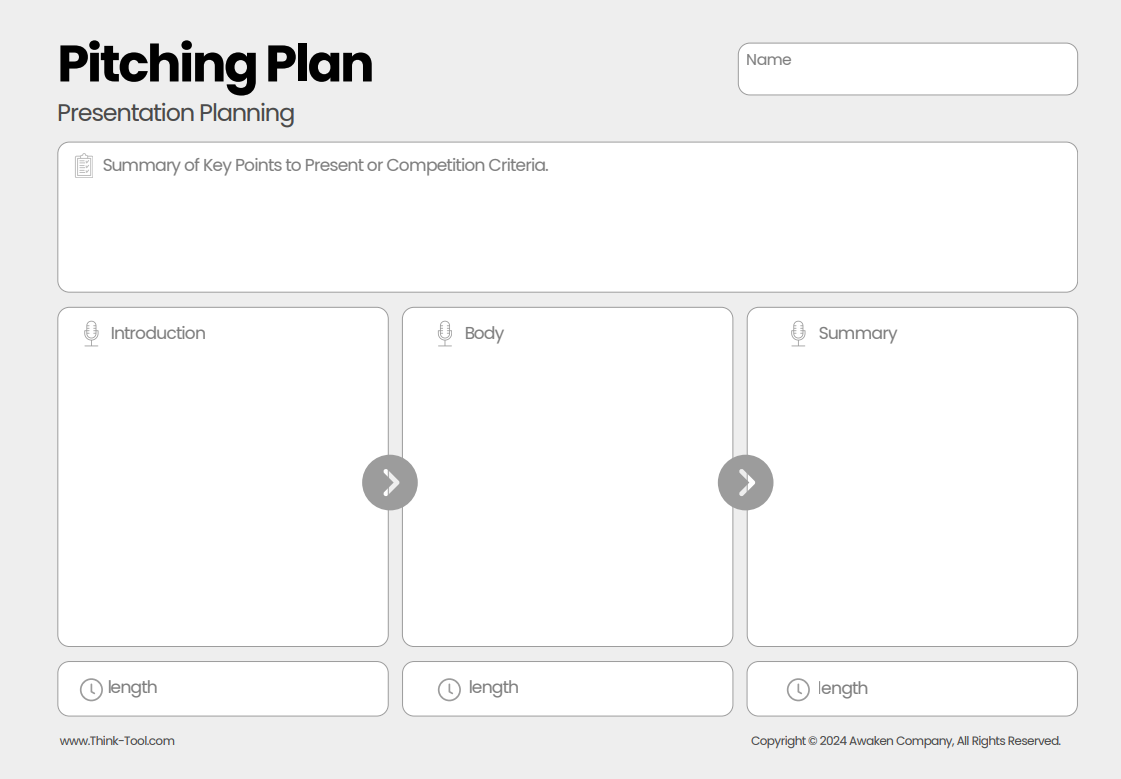 Pitching Plan
Name
Presentation Planning
Summary of Key Points to Present or Competition Criteria.
Introduction
Body
Summary
length
length
length
www.Think-Tool.com
Copyright © 2024 Awaken Company, All Rights Reserved.